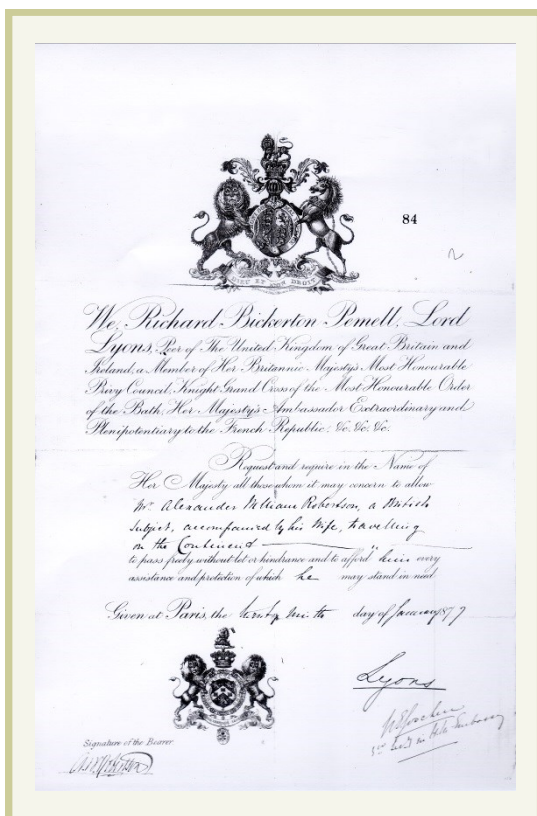 DIEU ET MON DROIT
84
We, Richard Bickerton Pemell, Lord
Lyons, Peer of The United Kingdom of Great Britain and
Ireland, a Member of Her Britannic Majesty's Most Honourable
Privy Council, Knight Grand Cross of the Most Honourable Order
of the Bath, Her Majesty's Ambassador Extraordinary and
Plenipotentiary to the French Republic, &c. &c. &c.
Request and require in the Name of
Her Majesty all those whom it may concern to allow
Mr. Alexander William Robertson, a British
Subject, accompanied by his Wife, travelling
on the Continent
to pass freely without let or hindrance and to afford him every
assistance and protection of which he may stand in need.
Given at Paris, the twenty ninth day of January 1879
Lyons
Signature of the Bearer.